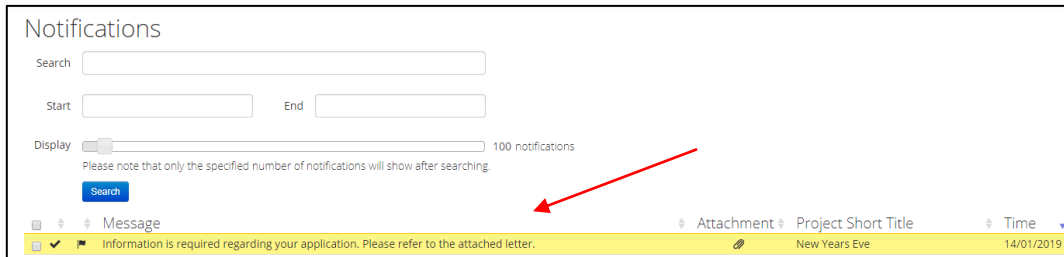 Notifications
Search
Start End
Display 100 notifications
Please note that only the specified number of notifications will show after searching.
Search
Message Attachment Project Short Title Time
Information is required regarding your application. Please refer to the attached letter. New Years Eve 14/01/2019